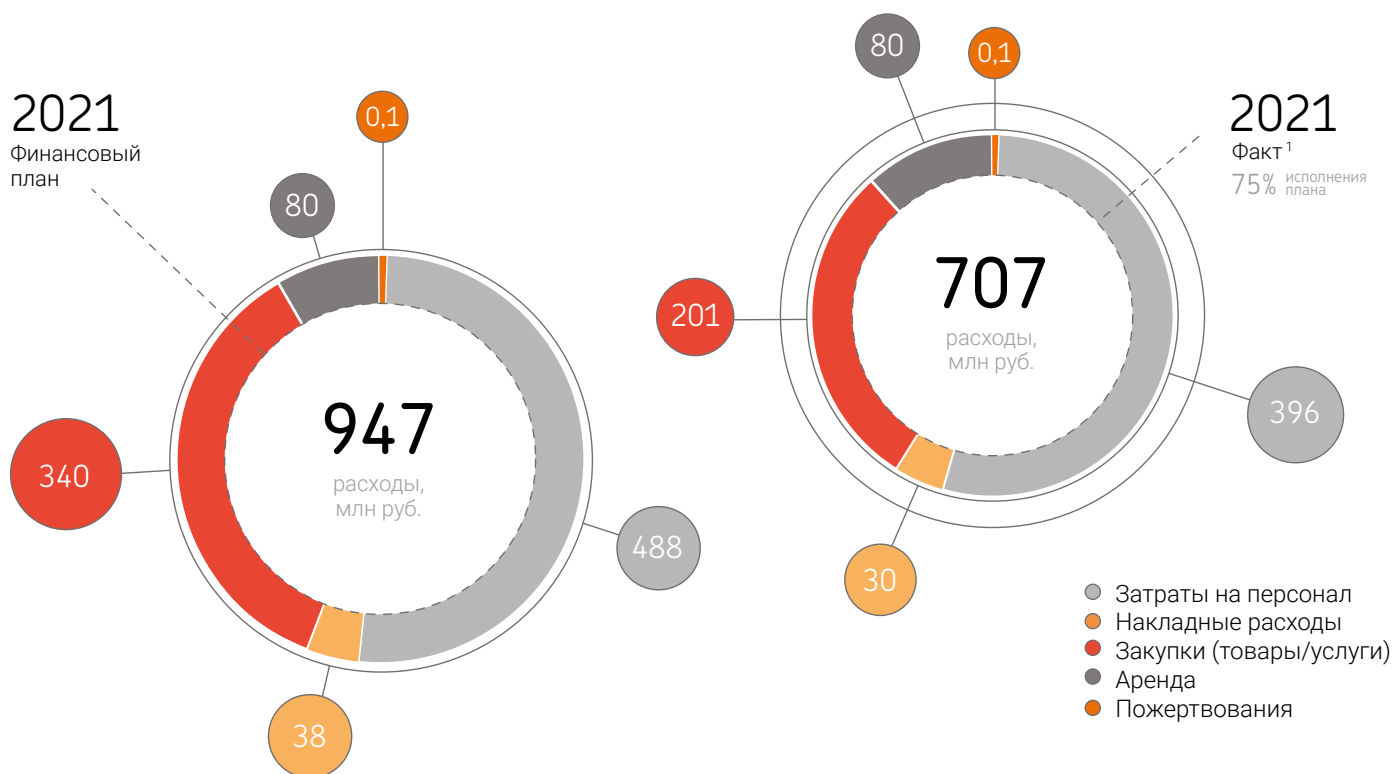 2021
Финансовый
план
0,1
80
340
947
расходы,
млн руб.
488
38
80
0,1
2021
Факт 1
75% исполнения
плана
201
707
расходы,
млн руб.
396
30
Затраты на персонал
Накладные расходы
Закупки (товары/услуги)
Аренда
Пожертвования